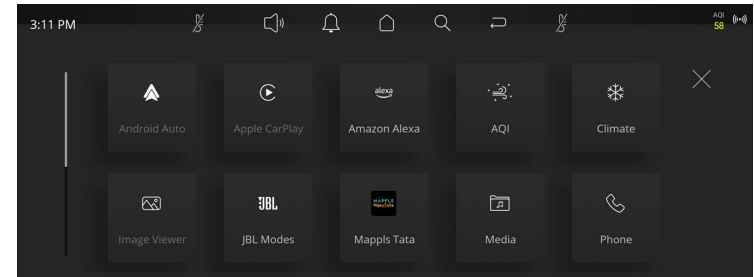 3:11 PM
AQI
58
alexa
Android Auto
Apple CarPlay
Amazon Alexa
AQI
Climate
JBL
MAPPLS
Image Viewer
JBL Modes
Mappls Tata
Media
Phone